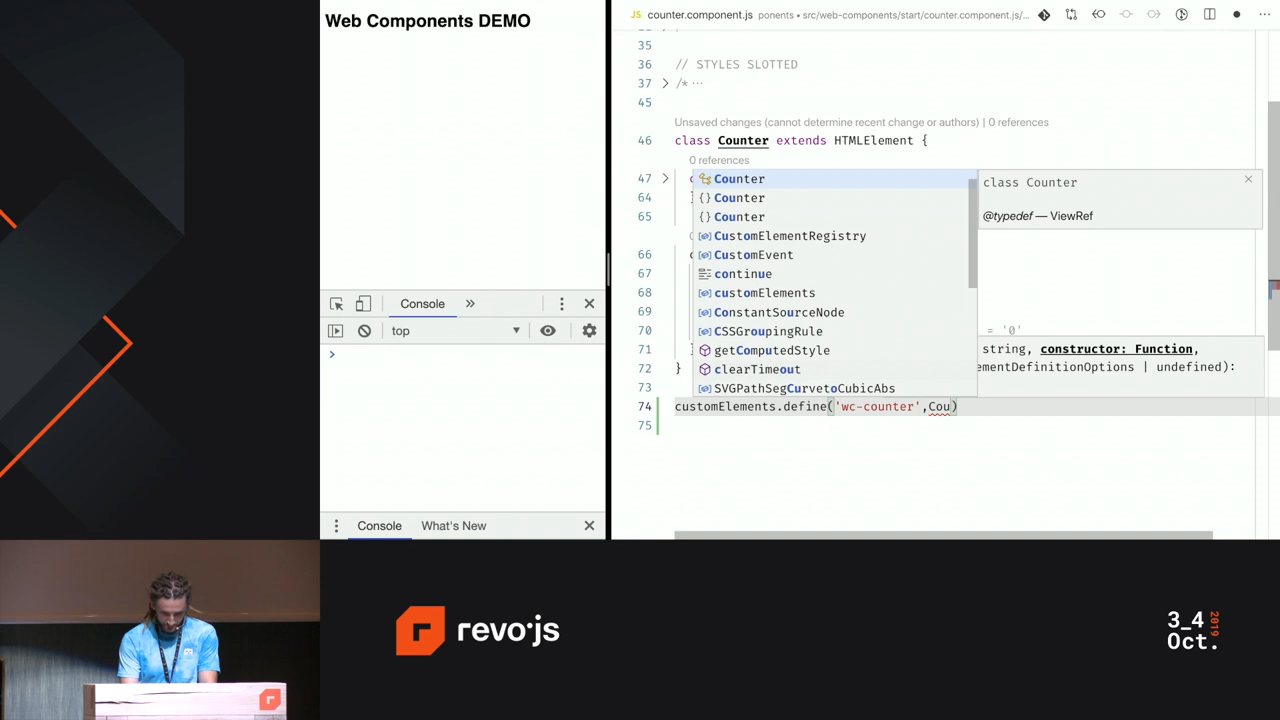 Web Components DEMO
JS counter.component.js ponents • src/web-components/start/counter.component.js/...
35
36 // STYLES SLOTTED
37 /* ...
45
Unsaved changes (cannot determine recent change or authors) | 0 references
46 class Counter extends HTMLElement {
0 references
47 c
64 }
65
66 c
67
68
69
70 = '0'
71 }
72 }
73
74 customElements.define('wc-counter',Cou)
75
Counter
{} Counter
{} Counter
CustomElementRegistry
CustomEvent
continue
customElements
ConstantSourceNode
CSSGroupingRule
getComputedStyle
clearTimeout
SVGPathSegCurvetoCubicAbs
class Counter
@typedef — ViewRef
string, constructor: Function,
ementDefinitionOptions | undefined):
Console
top
>
Console What's New
r revo·js
3_4 2019
Oct.
r